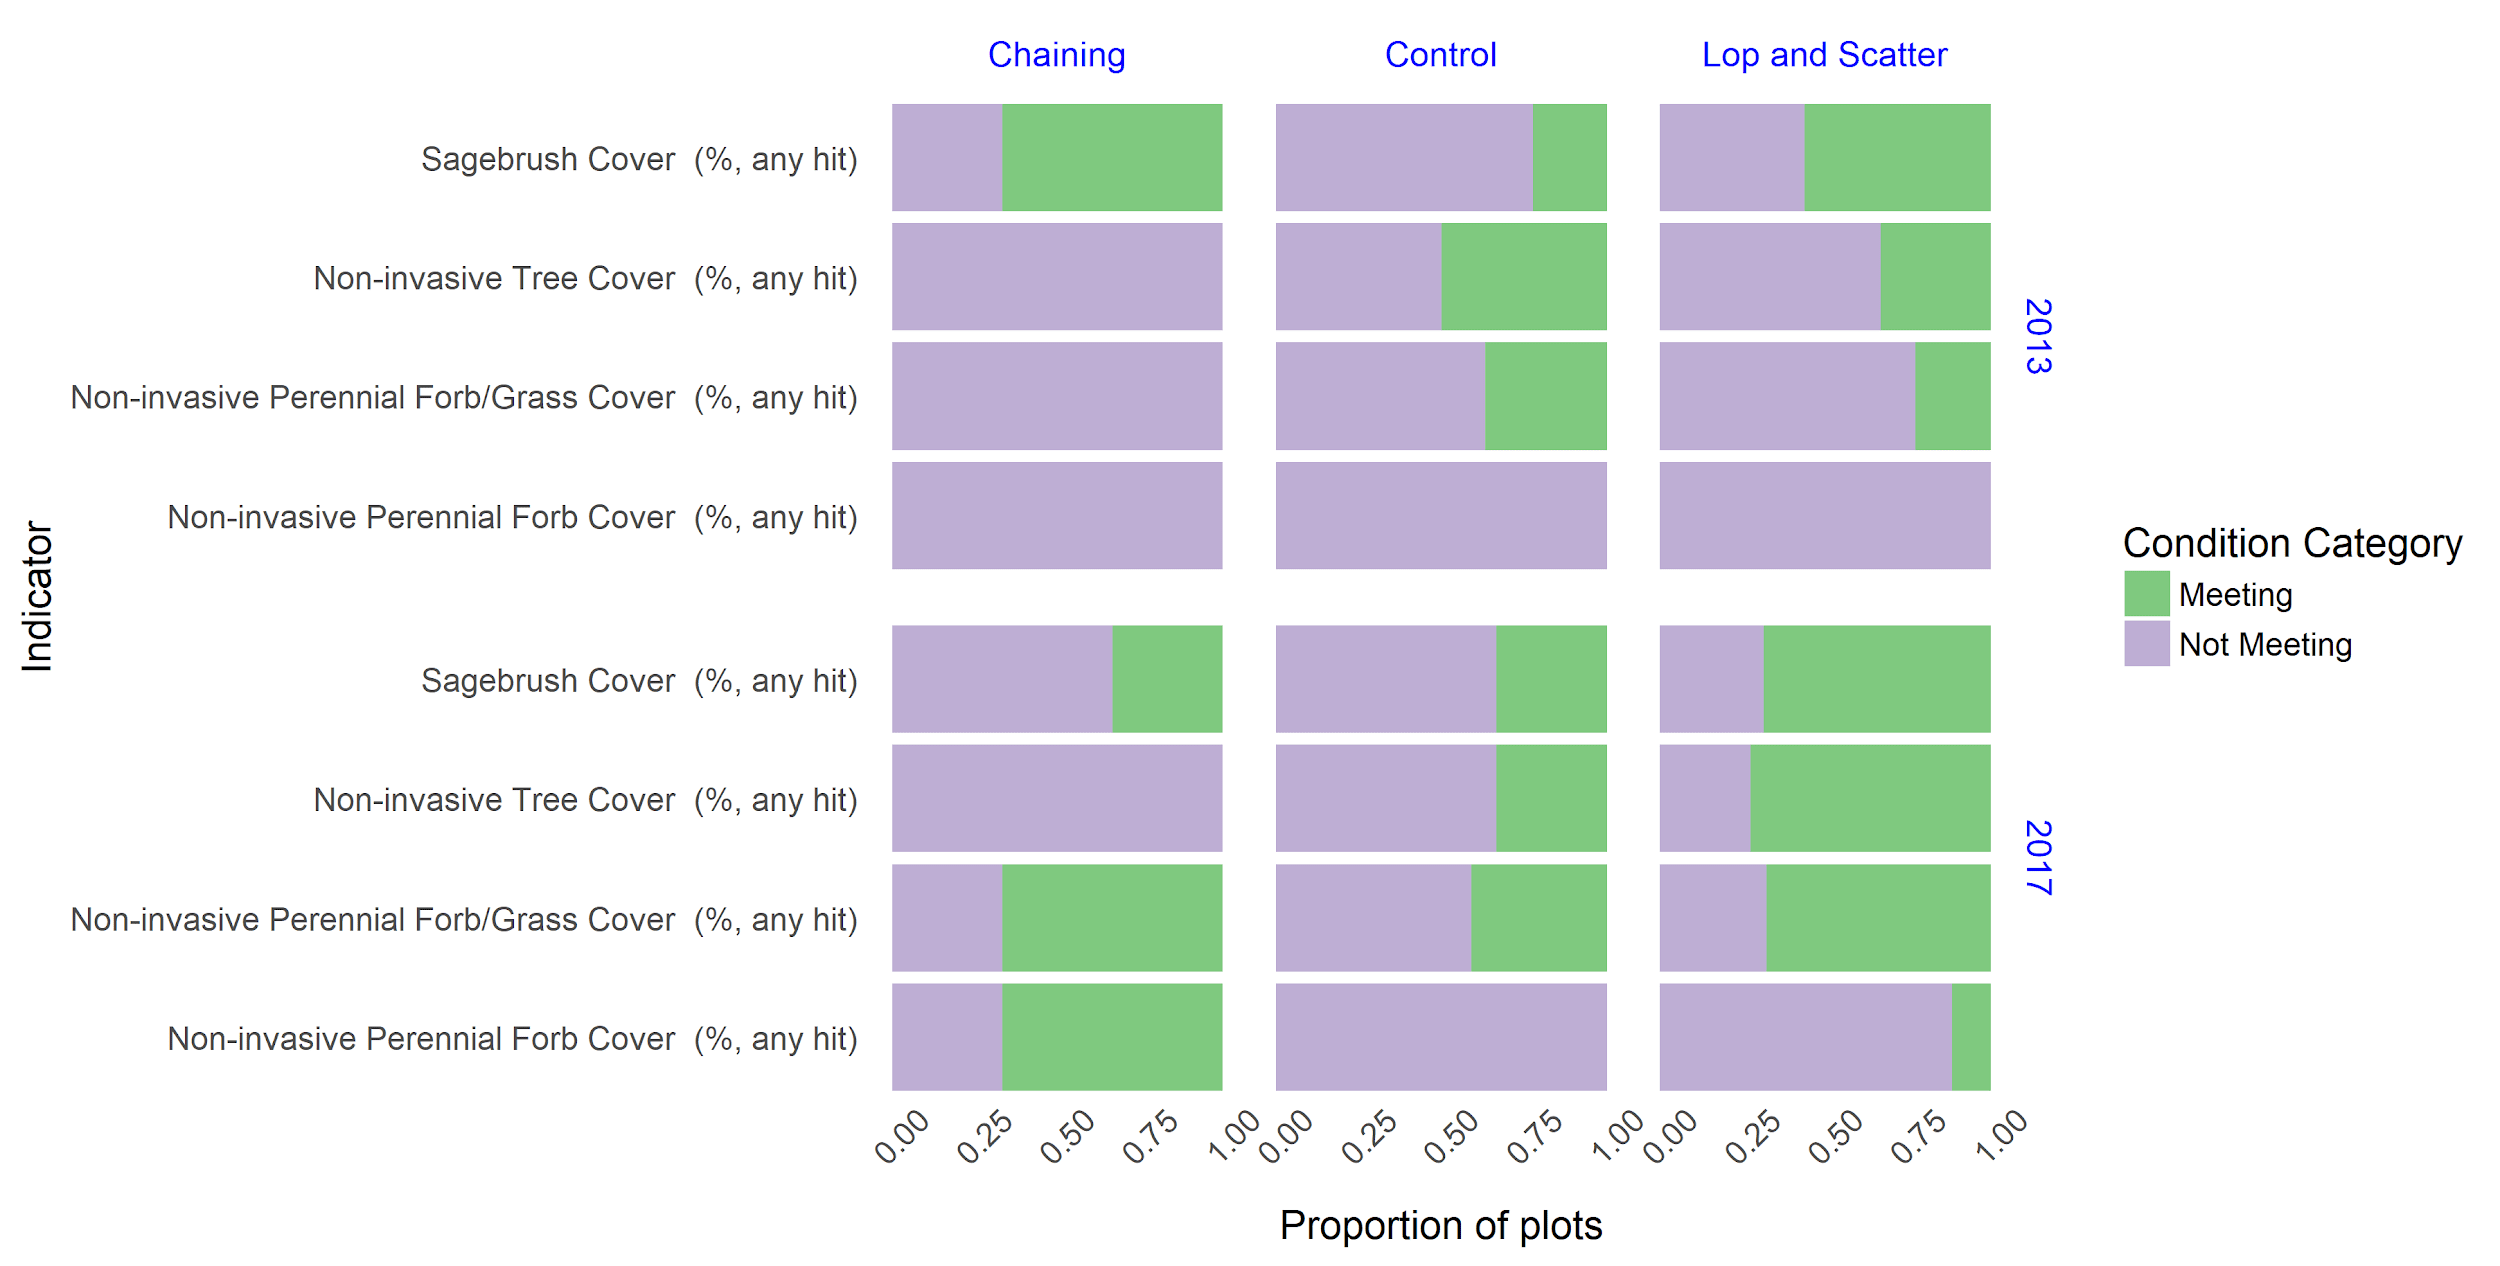 Chaining Control Lop and Scatter
Sagebrush Cover  (%, any hit)
Non-invasive Tree Cover  (%, any hit)
Non-invasive Perennial Forb/Grass Cover  (%, any hit)
Non-invasive Perennial Forb Cover  (%, any hit)
2013
Indicator
Sagebrush Cover  (%, any hit)
Non-invasive Tree Cover  (%, any hit)
Non-invasive Perennial Forb/Grass Cover  (%, any hit)
Non-invasive Perennial Forb Cover  (%, any hit)
2017
0.00 0.25 0.50 0.75 1.00 0.00 0.25 0.50 0.75 1.00 0.00 0.25 0.50 0.75 1.00
Proportion of plots
Condition Category
Meeting
Not Meeting